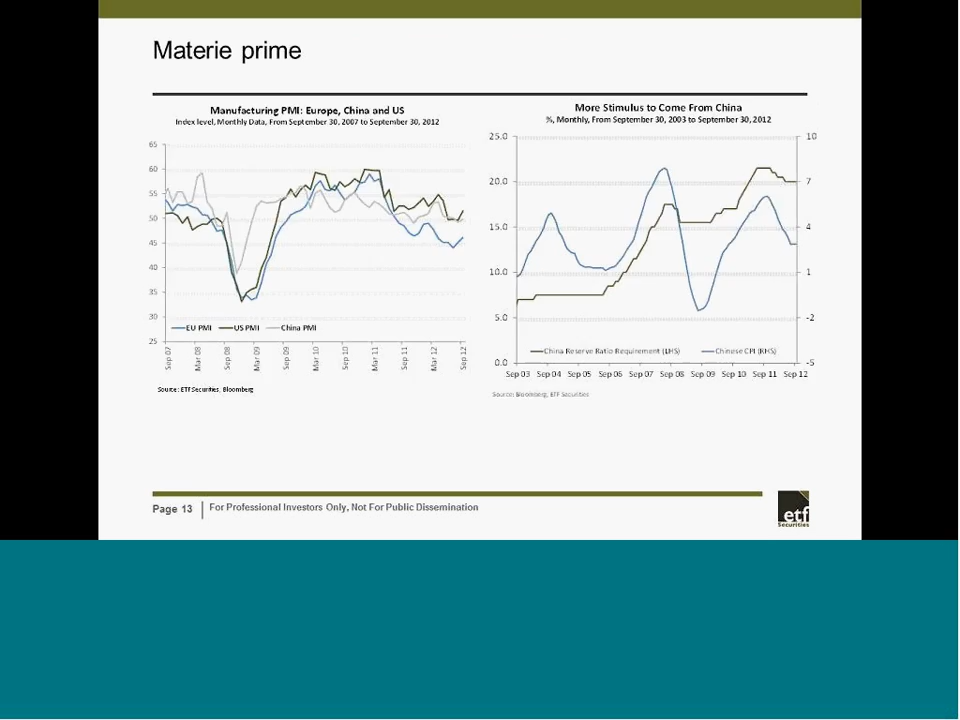 Materie prime
Manufacturing PMI: Europe, China and US
Index level, Monthly Data, From September 30, 2007 to September 30, 2012
65
60
55
50
45
40
35
30
25
EU PMI US PMI China PMI
Sep 07 Mar 08 Sep 08 Mar 09 Sep 09 Mar 10 Sep 10 Mar 11 Sep 11 Mar 12 Sep 12
Source: ETF Securities, Bloomberg
More Stimulus to Come From China
%, Monthly, From September 30, 2003 to September 30, 2012
25.0 10
20.0 7
15.0 4
10.0 1
5.0 -2
0.0 -5
China Reserve Ratio Requirement (LHS) Chinese CPI (RHS)
Sep 03 Sep 04 Sep 05 Sep 06 Sep 07 Sep 08 Sep 09 Sep 10 Sep 11 Sep 12
Source: Bloomberg, ETF Securities
Page 13 For Professional Investors Only, Not For Public Dissemination
etf
Securities